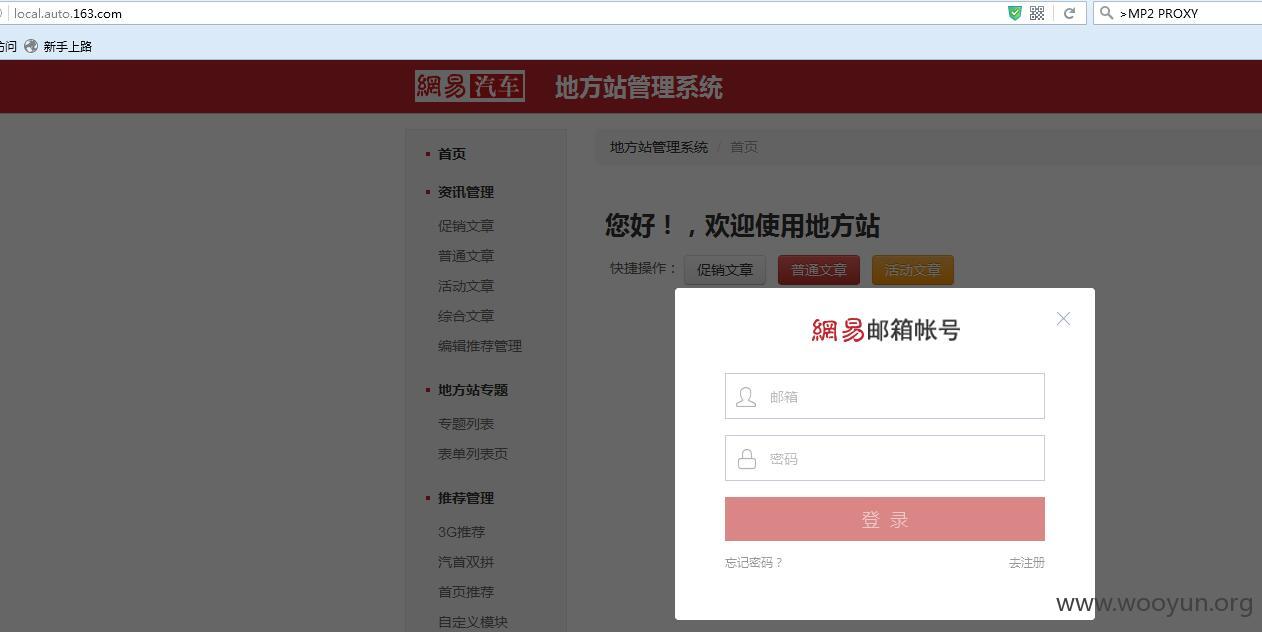 local.auto.163.com
>MP2 PROXY
访问 新手上路
網易 汽车 地方站管理系统
首页
资讯管理
促销文章
普通文章
活动文章
综合文章
编辑推荐管理
地方站专题
专题列表
表单列表页
推荐管理
3G推荐
汽首双拼
首页推荐
自定义模块
地方站管理系统 / 首页
您好！，欢迎使用地方站
快捷操作： 促销文章 普通文章 活动文章
網易邮箱帐号
邮箱
密码
登 录
忘记密码？ 去注册
www.wooyun.org